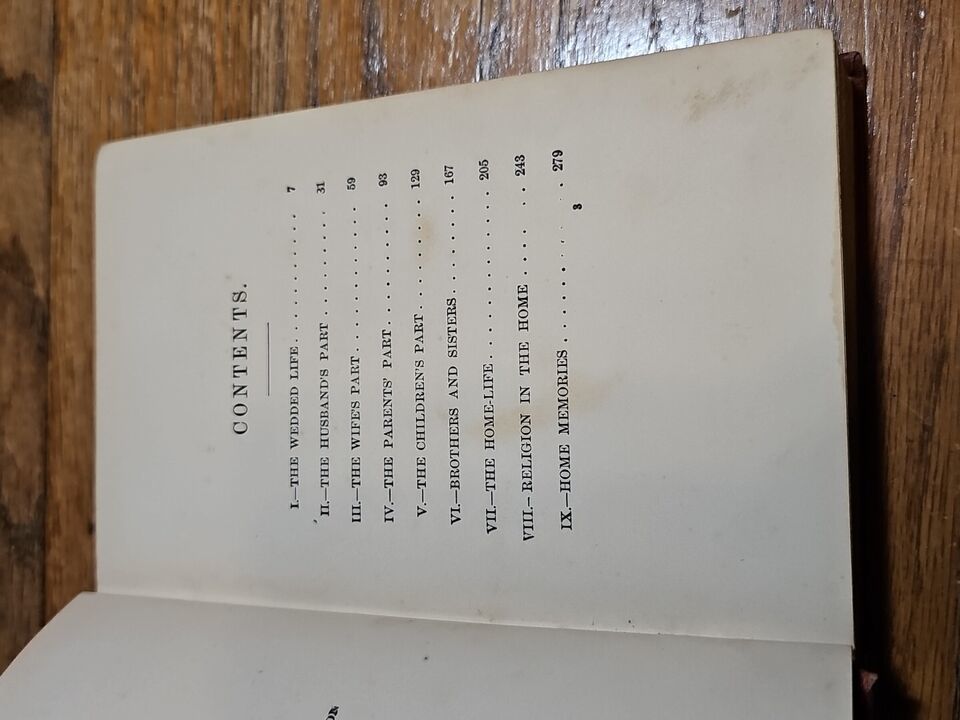 CONTENTS.
I.—THE WEDDED LIFE . . . . . . . . . . . 7
II.—THE HUSBAND'S PART . . . . . . . . . 31
III.—THE WIFE'S PART . . . . . . . . . . . 59
IV.—THE PARENTS' PART . . . . . . . . . 93
V.—THE CHILDREN'S PART . . . . . . . . 129
VI.—BROTHERS AND SISTERS . . . . . . . . 167
VII.—THE HOME-LIFE . . . . . . . . . . . 205
VIII.—RELIGION IN THE HOME . . . . . . 243
IX.—HOME MEMORIES . . . . . . . . . . 279
3